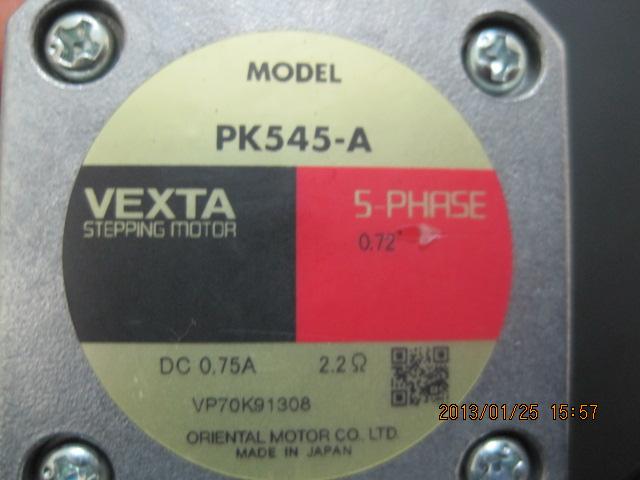 MODEL
PK545-A
VEXTA
STEPPING MOTOR
5-PHASE
0.72°
DC 0.75A 2.2Ω
VP70K91308
ORIENTAL MOTOR CO., LTD.
MADE IN JAPAN
2013/01/25 15:57